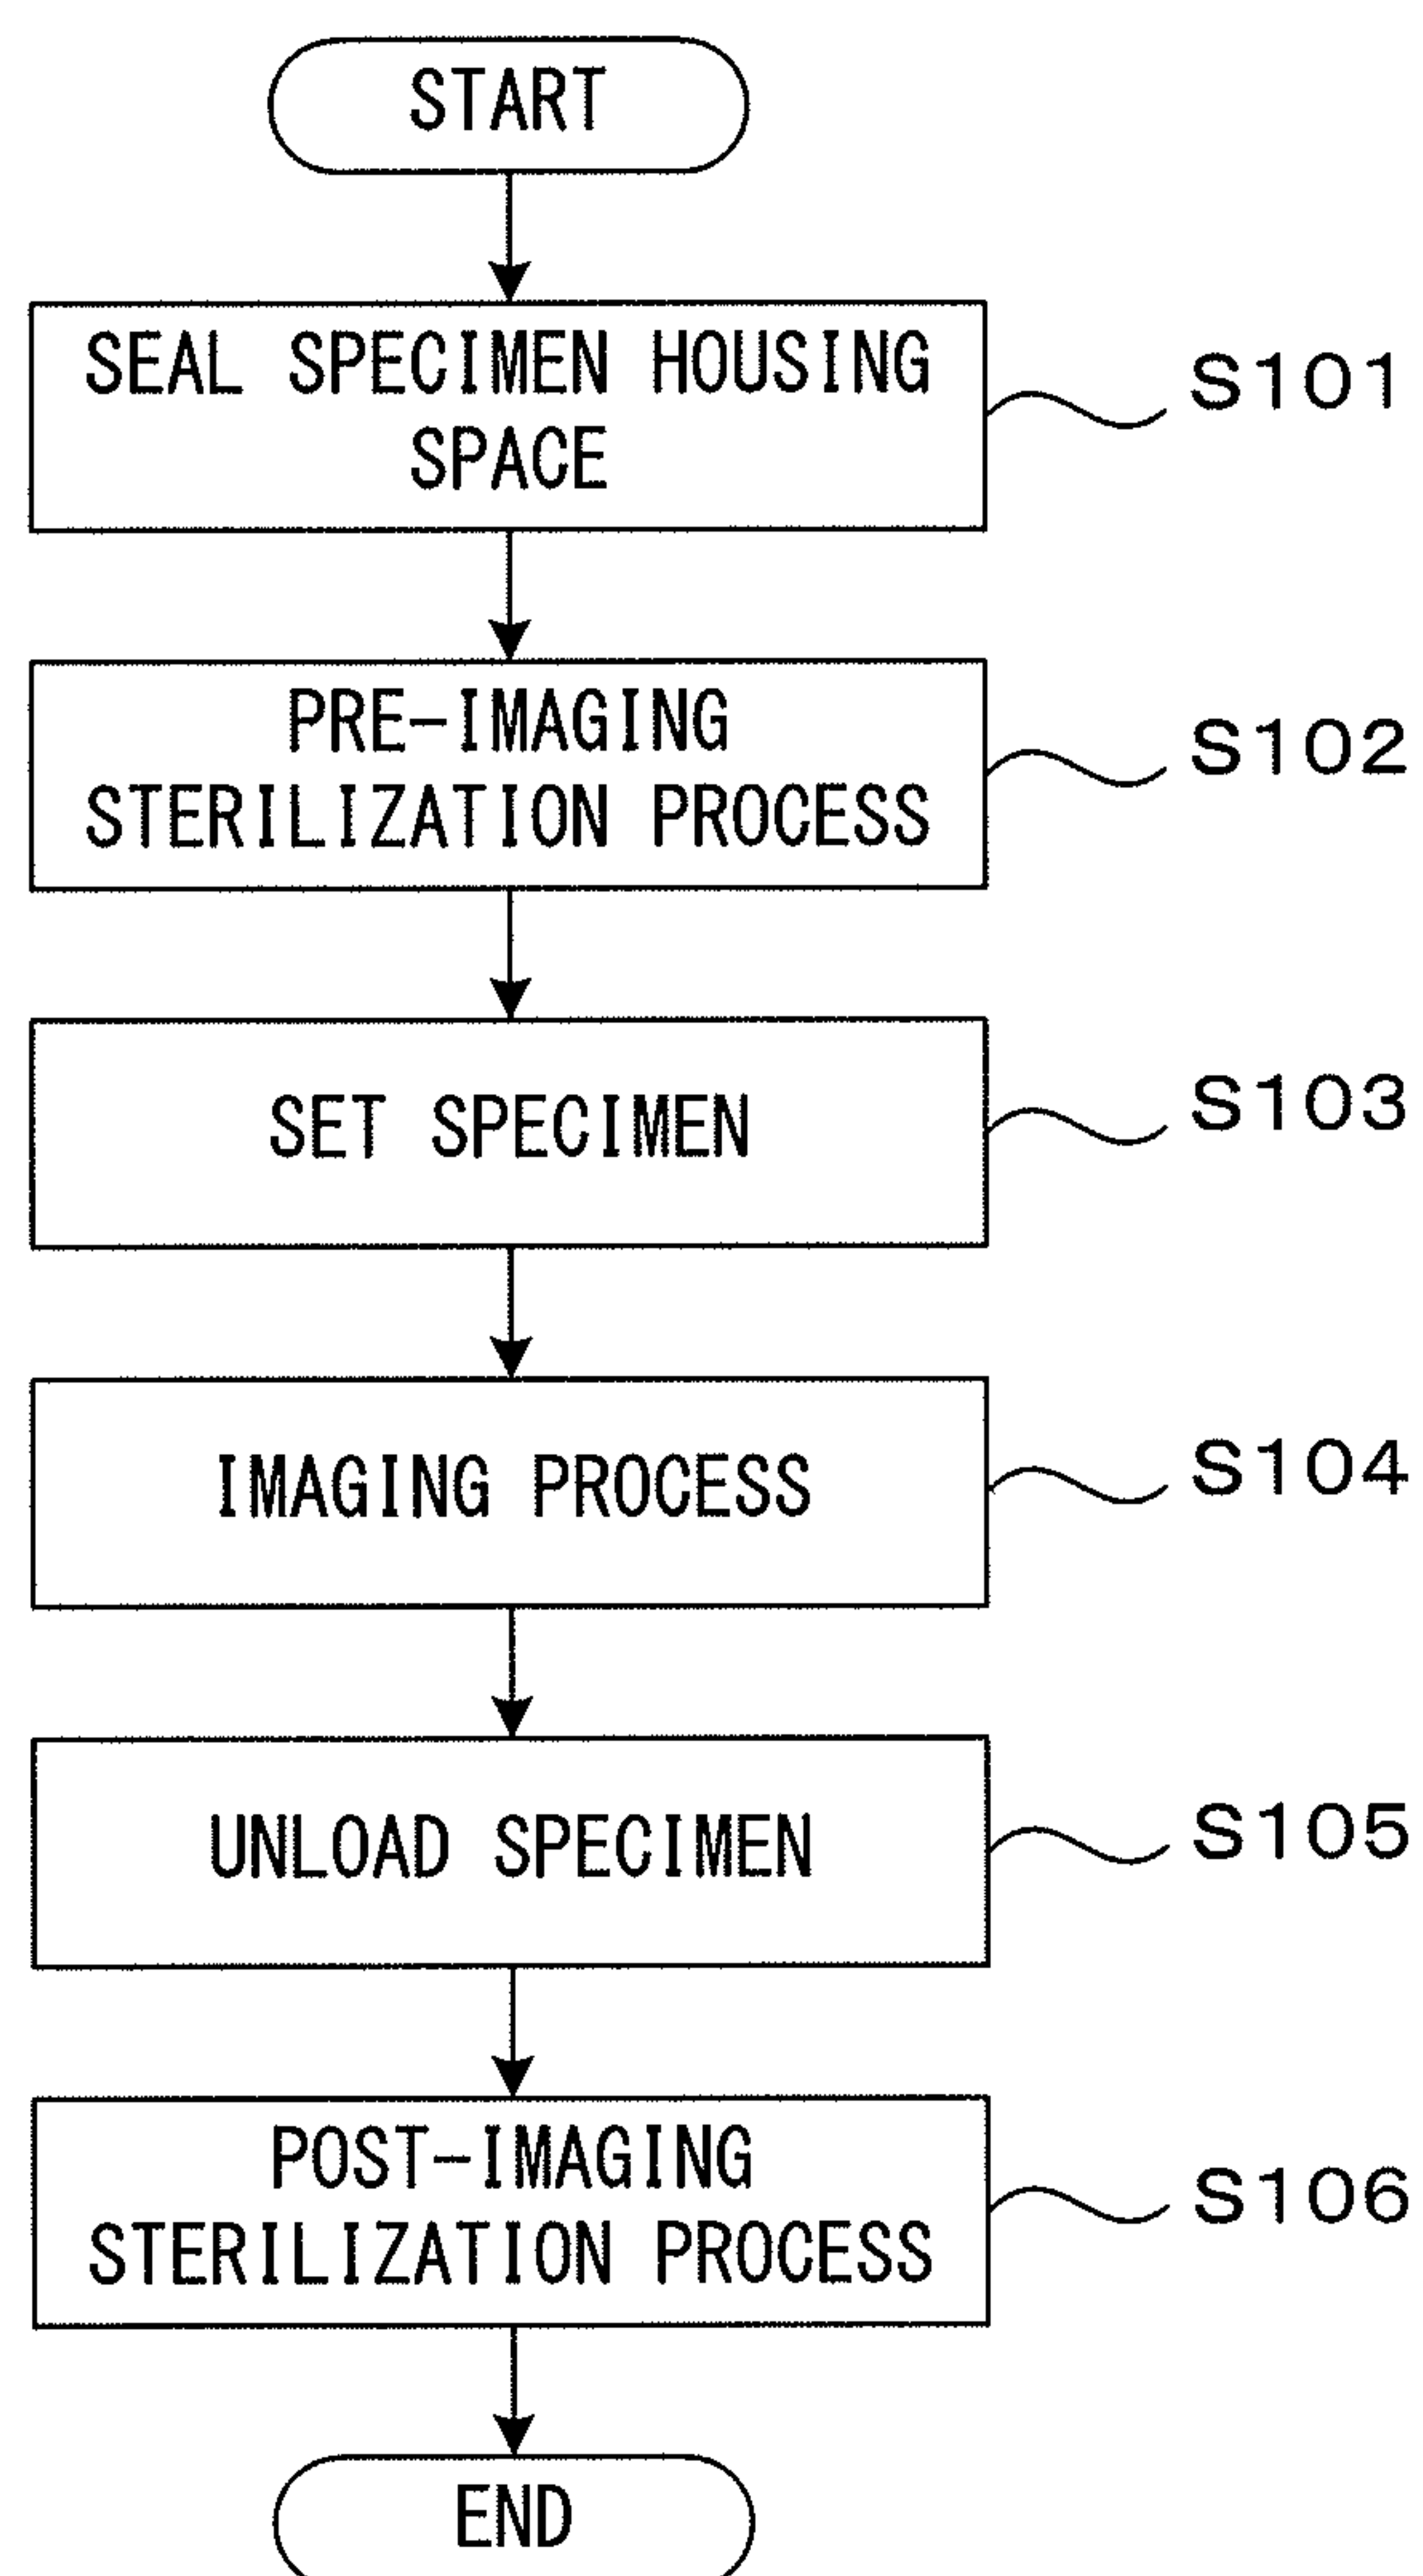 START
SEAL SPECIMEN HOUSING
SPACE
S101
PRE-IMAGING
STERILIZATION PROCESS
S102
SET SPECIMEN
S103
IMAGING PROCESS
S104
UNLOAD SPECIMEN
S105
POST-IMAGING
STERILIZATION PROCESS
S106
END